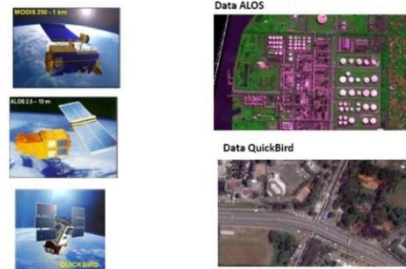 MODIS 250 - 1 km
ALOS 2.5 - 10 m
QUICKBIRD
Data ALOS
Data QuickBird